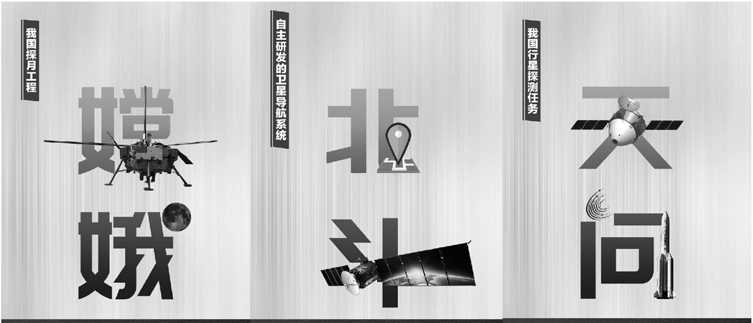 我国探月工程
嫦娥
自主研发的卫星导航系统
北斗
我国行星探测任务
天问